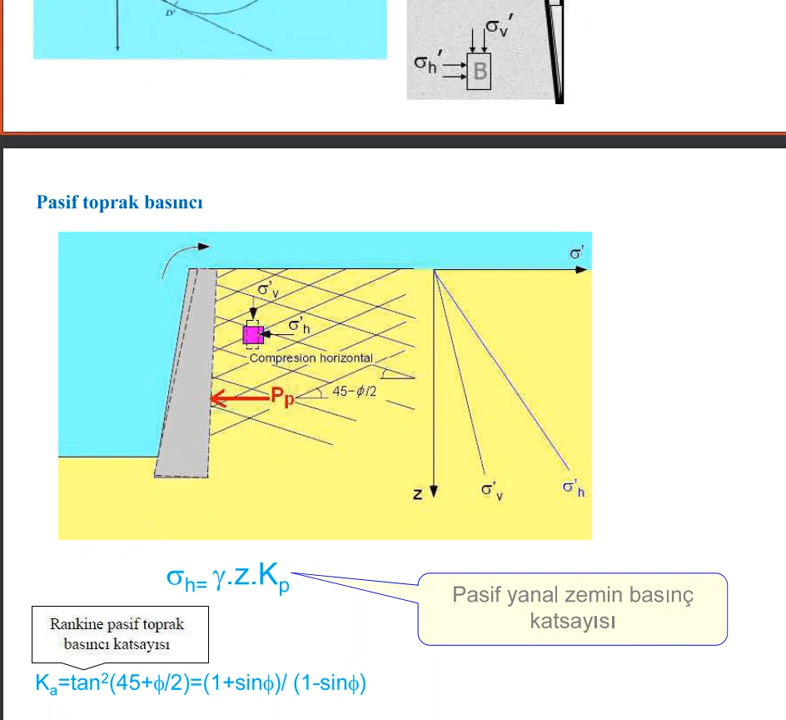 D'
σv'
σh'
B
Pasif toprak basıncı
σ'
σ'v
σ'h
Compresion horizontal
Pp
45-ϕ/2
z
σ'v
σ'h
σh= γ.z.Kp
Pasif yanal zemin basınç
katsayısı
Rankine pasif toprak
basıncı katsayısı
Ka=tan²(45+ϕ/2)=(1+sinϕ)/ (1-sinϕ)